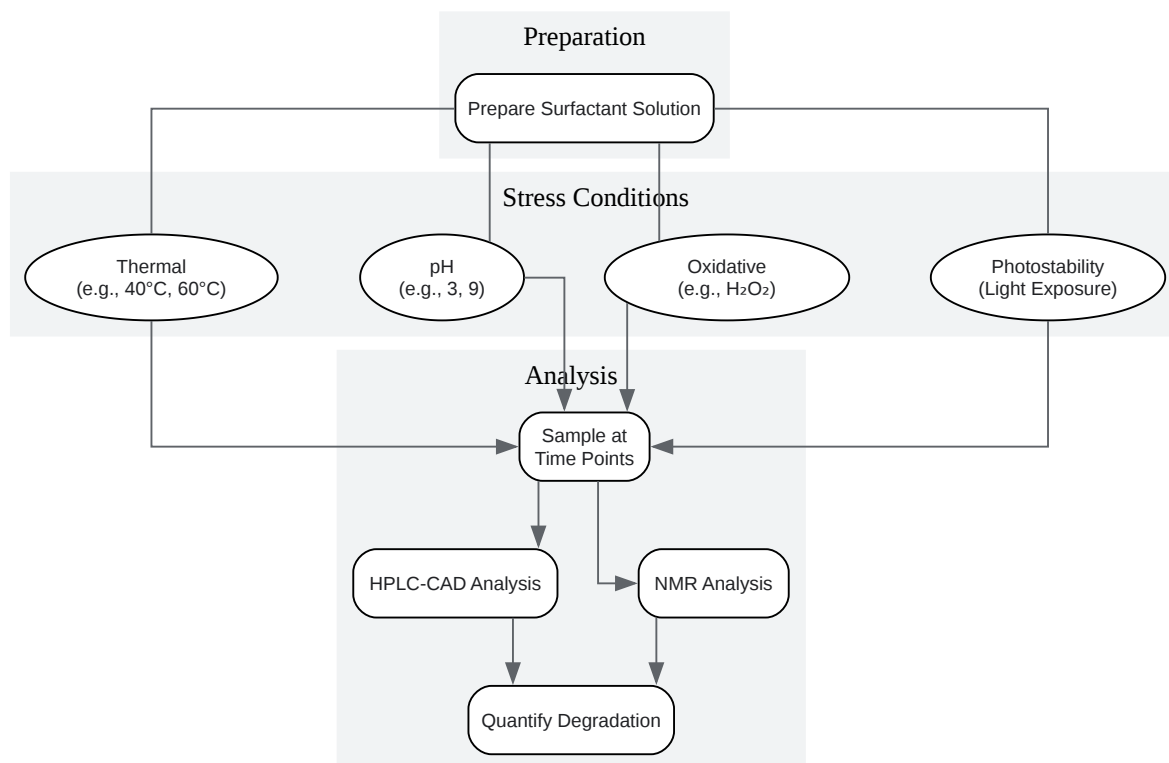 Preparation
Prepare Surfactant Solution
Stress Conditions
Thermal
(e.g., 40°C, 60°C)
pH
(e.g., 3, 9)
Oxidative
(e.g., H₂O₂)
Photostability
(Light Exposure)
Analysis
Sample at
Time Points
HPLC-CAD Analysis
NMR Analysis
Quantify Degradation